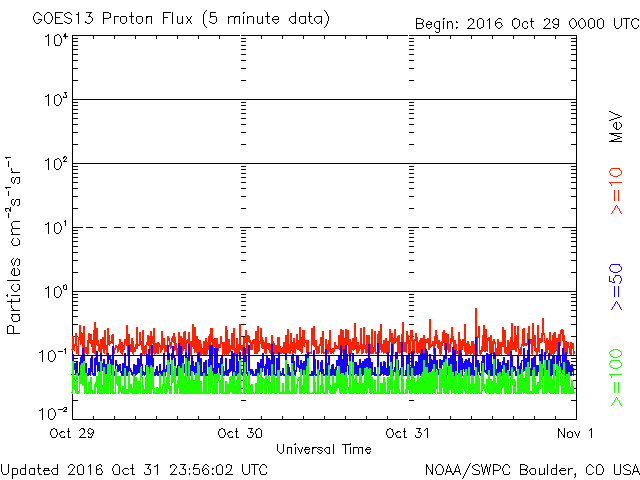 GOES13 Proton Flux (5 minute data)
Begin: 2016 Oct 29 0000 UTC
Particles cm⁻²s⁻¹sr⁻¹
10⁴
10³
10²
10¹
10⁰
10⁻¹
10⁻²
MeV
>=10
>=50
>=100
Oct 29
Oct 30
Oct 31
Nov 1
Universal Time
Updated 2016 Oct 31 23:56:02 UTC
NOAA/SWPC Boulder, CO USA